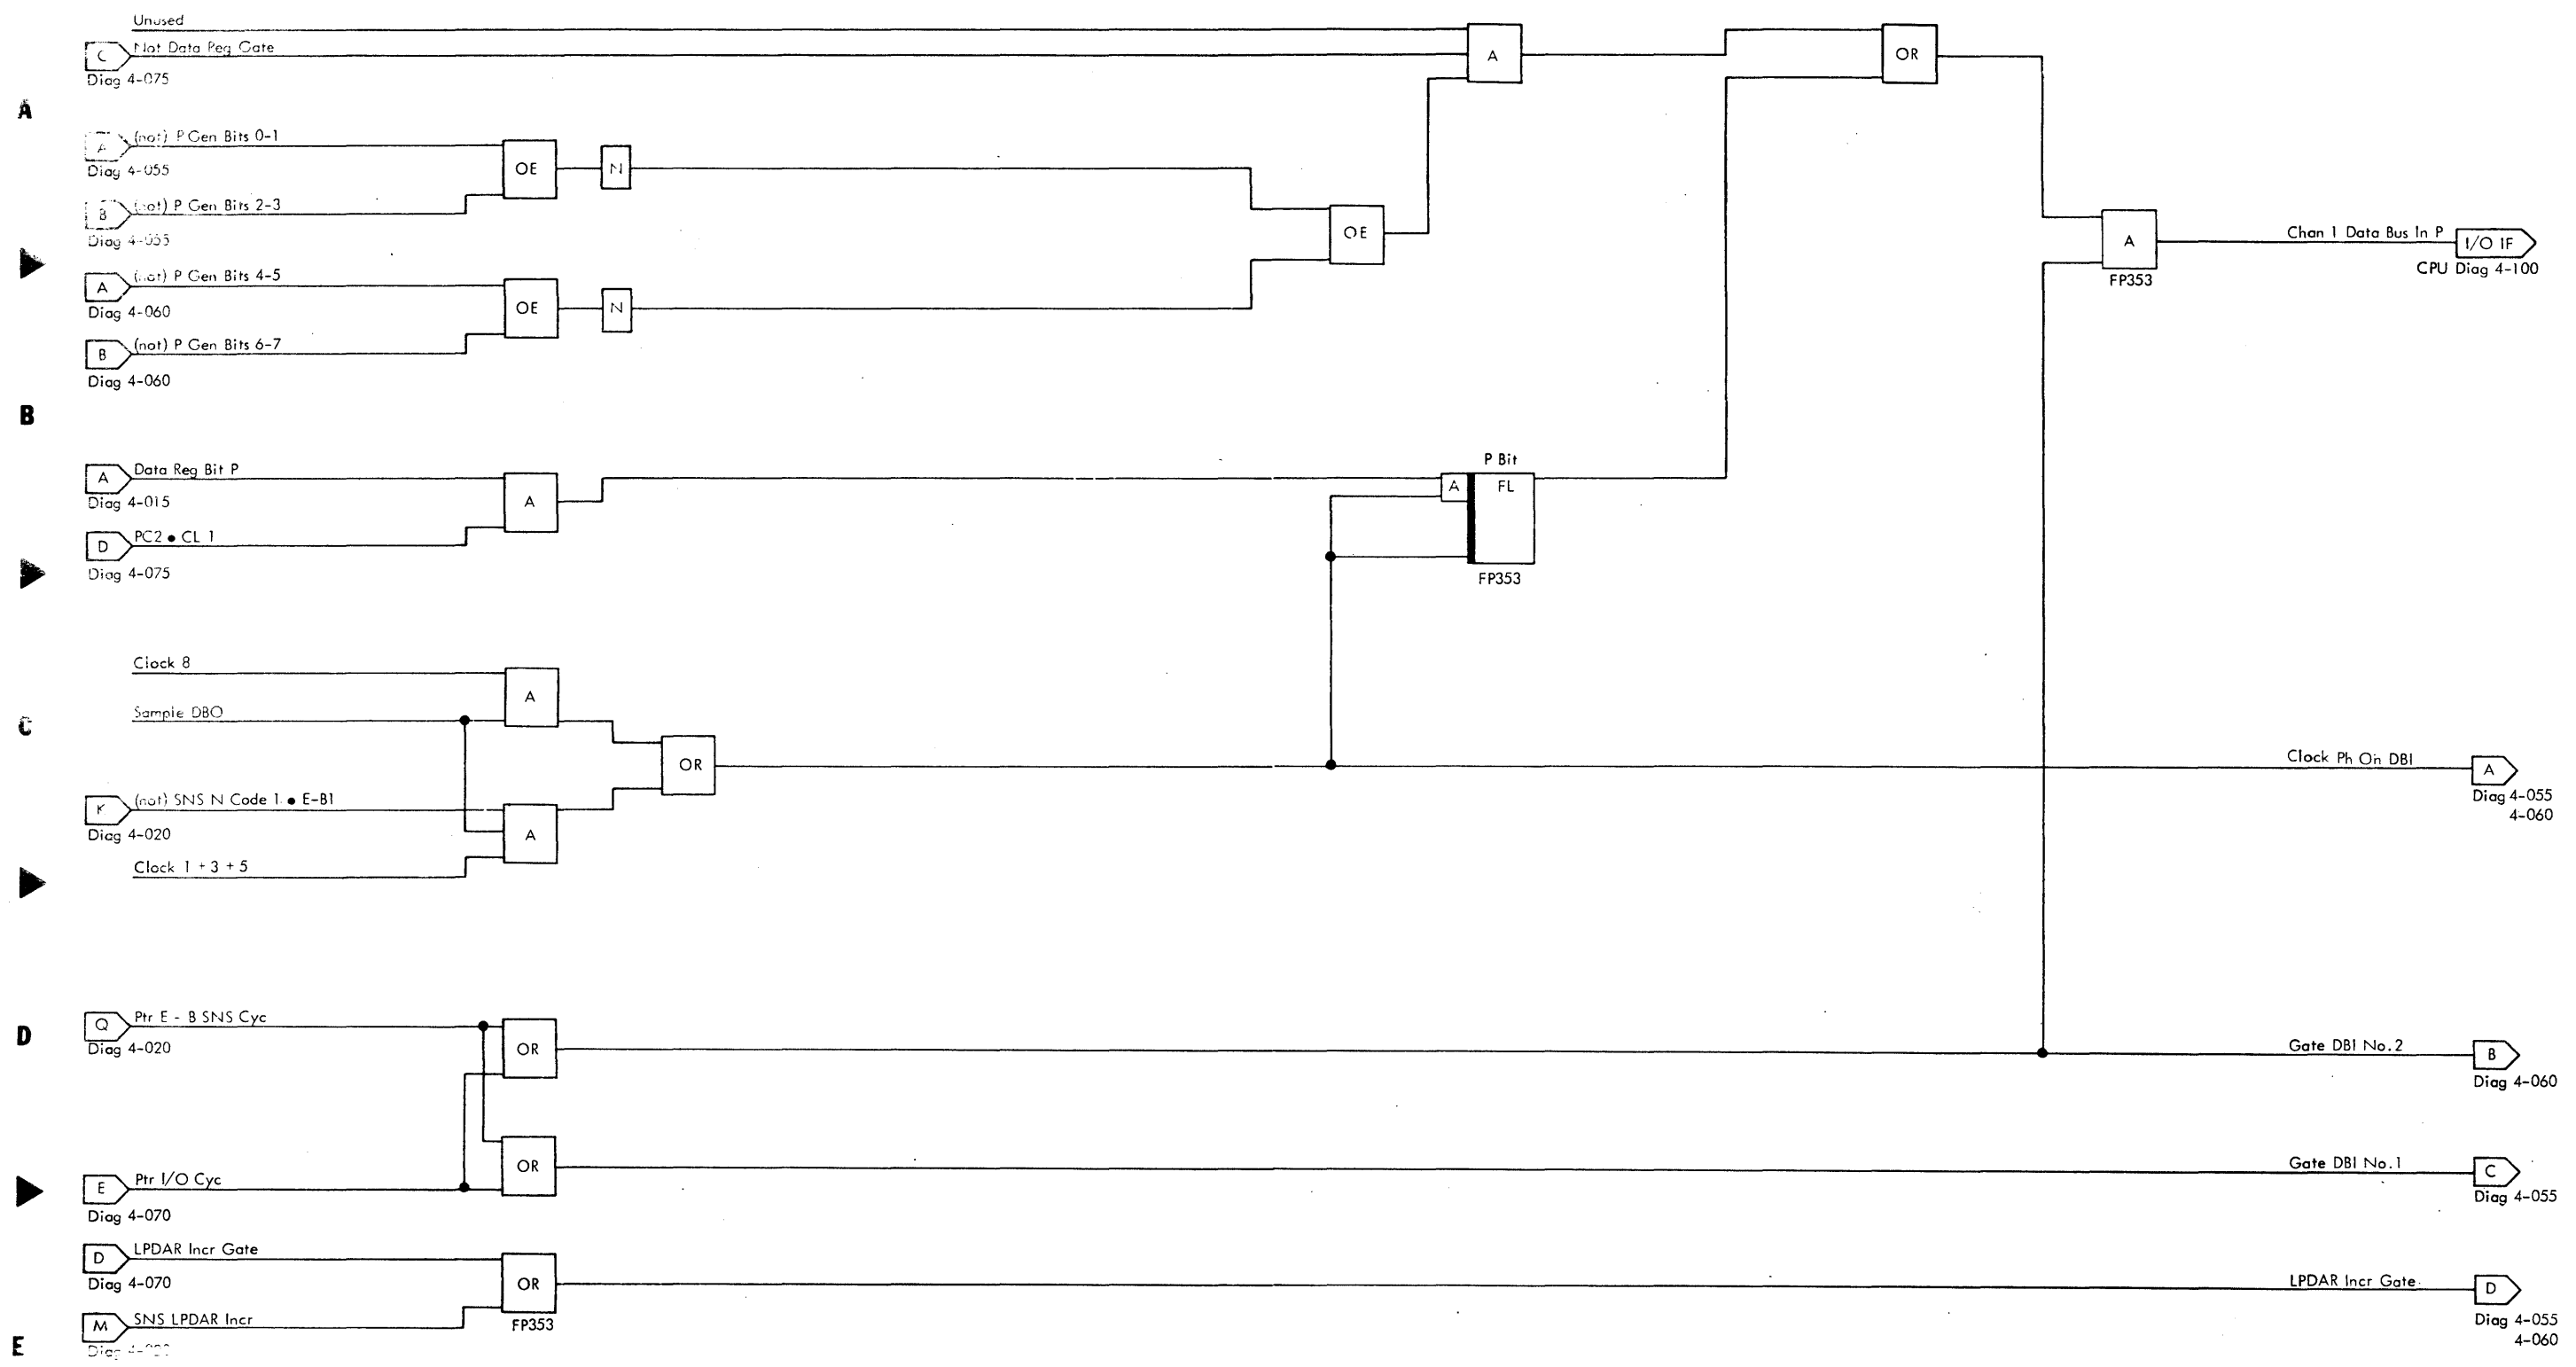 Unused
C Not Data Reg Gate
Diag 4-075
A
OR
A
A (not) P Gen Bits 0-1
Diag 4-055
OE
N
B (not) P Gen Bits 2-3
Diag 4-055
OE
A
Chan 1 Data Bus In P
I/O IF
CPU Diag 4-100
FP353
A (not) P Gen Bits 4-5
Diag 4-060
OE
N
B (not) P Gen Bits 6-7
Diag 4-060
B
P Bit
A Data Reg Bit P
Diag 4-015
A
A
FL
D PC2 • CL 1
Diag 4-075
FP353
Clock 8
A
Sample DBO
C
OR
Clock Ph On DBI
A
Diag 4-055
4-060
K (not) SNS N Code 1 • E-B1
Diag 4-020
A
Clock 1 + 3 + 5
D
Q Ptr E - B SNS Cyc
Diag 4-020
OR
Gate DBI No.2
B
Diag 4-060
OR
Gate DBI No.1
C
Diag 4-055
E Ptr I/O Cyc
Diag 4-070
D LPDAR Incr Gate
Diag 4-070
OR
FP353
LPDAR Incr Gate
D
Diag 4-055
4-060
M SNS LPDAR Incr
Diag
E